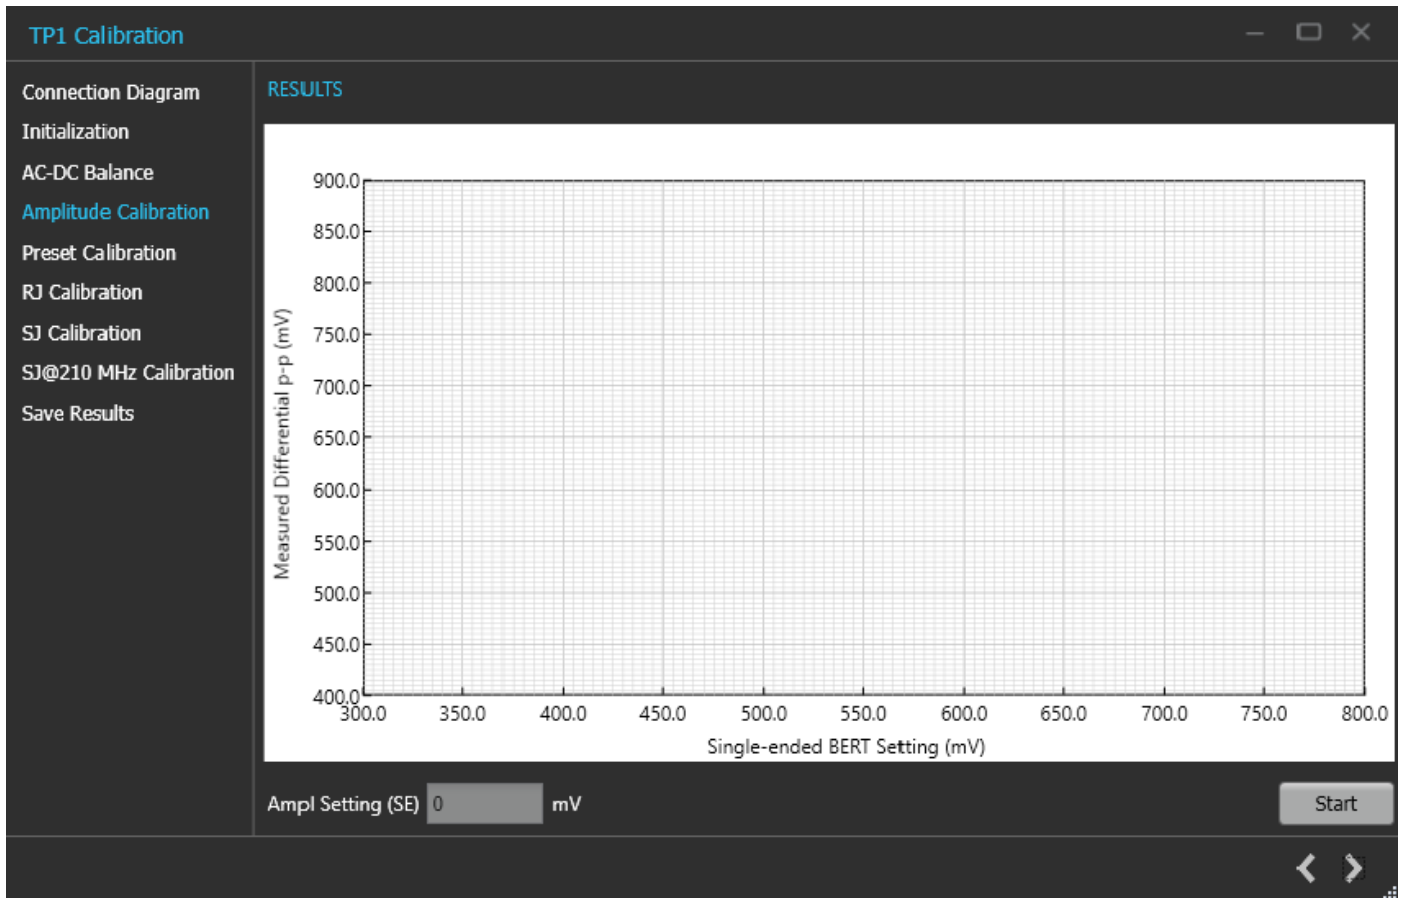 TP1 Calibration
Connection Diagram
Initialization
AC-DC Balance
Amplitude Calibration
Preset Calibration
RJ Calibration
SJ Calibration
SJ@210 MHz Calibration
Save Results
RESULTS
Measured Differential p-p (mV)
900.0
850.0
800.0
750.0
700.0
650.0
600.0
550.0
500.0
450.0
400.0
300.0 350.0 400.0 450.0 500.0 550.0 600.0 650.0 700.0 750.0 800.0
Single-ended BERT Setting (mV)
Ampl Setting (SE) 0 mV
Start